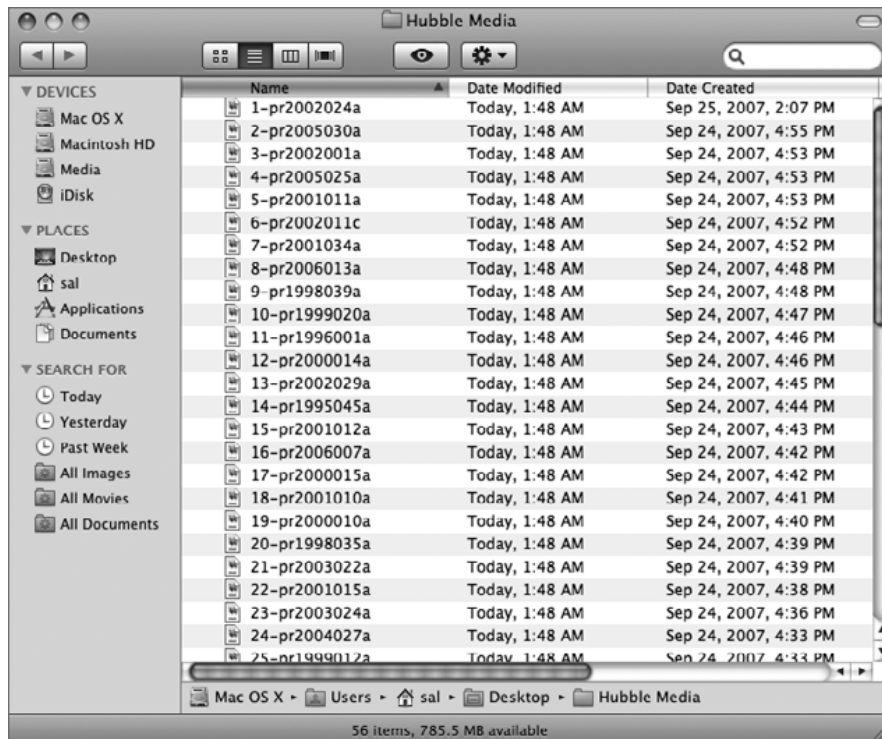 Hubble Media
DEVICES
Mac OS X
Macintosh HD
Media
iDisk
PLACES
Desktop
sal
Applications
Documents
SEARCH FOR
Today
Yesterday
Past Week
All Images
All Movies
All Documents
Name Date Modified Date Created
1-pr2002024a Today, 1:48 AM Sep 25, 2007, 2:07 PM
2-pr2005030a Today, 1:48 AM Sep 24, 2007, 4:55 PM
3-pr2002001a Today, 1:48 AM Sep 24, 2007, 4:53 PM
4-pr2005025a Today, 1:48 AM Sep 24, 2007, 4:53 PM
5-pr2001011a Today, 1:48 AM Sep 24, 2007, 4:53 PM
6-pr2002011c Today, 1:48 AM Sep 24, 2007, 4:52 PM
7-pr2001034a Today, 1:48 AM Sep 24, 2007, 4:52 PM
8-pr2006013a Today, 1:48 AM Sep 24, 2007, 4:48 PM
9-pr1998039a Today, 1:48 AM Sep 24, 2007, 4:48 PM
10-pr1999020a Today, 1:48 AM Sep 24, 2007, 4:47 PM
11-pr1996001a Today, 1:48 AM Sep 24, 2007, 4:46 PM
12-pr2000014a Today, 1:48 AM Sep 24, 2007, 4:46 PM
13-pr2002029a Today, 1:48 AM Sep 24, 2007, 4:45 PM
14-pr1995045a Today, 1:48 AM Sep 24, 2007, 4:44 PM
15-pr2001012a Today, 1:48 AM Sep 24, 2007, 4:43 PM
16-pr2006007a Today, 1:48 AM Sep 24, 2007, 4:42 PM
17-pr2000015a Today, 1:48 AM Sep 24, 2007, 4:42 PM
18-pr2001010a Today, 1:48 AM Sep 24, 2007, 4:41 PM
19-pr2000010a Today, 1:48 AM Sep 24, 2007, 4:40 PM
20-pr1998035a Today, 1:48 AM Sep 24, 2007, 4:39 PM
21-pr2003022a Today, 1:48 AM Sep 24, 2007, 4:39 PM
22-pr2001015a Today, 1:48 AM Sep 24, 2007, 4:38 PM
23-pr2003024a Today, 1:48 AM Sep 24, 2007, 4:36 PM
24-pr2004027a Today, 1:48 AM Sep 24, 2007, 4:33 PM
25-pr1999012a Today, 1:48 AM Sep 24, 2007, 4:33 PM
Mac OS X Users sal Desktop Hubble Media
56 items, 785.5 MB available